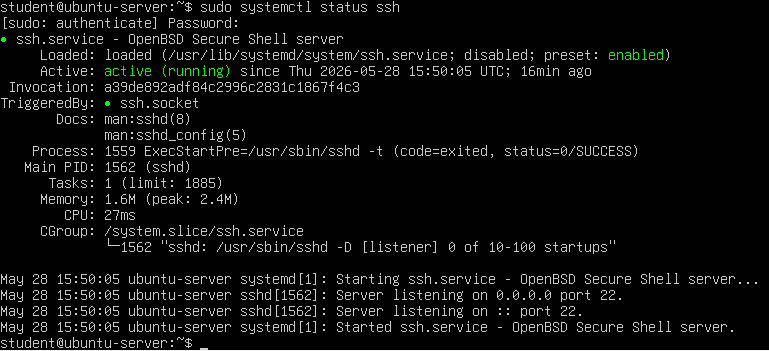 student@ubuntu-server:~$ sudo systemctl status ssh
[sudo: authenticate] Password:
● ssh.service - OpenBSD Secure Shell server
     Loaded: loaded (/usr/lib/systemd/system/ssh.service; disabled; preset: enabled)
     Active: active (running) since Thu 2026-05-28 15:50:05 UTC; 16min ago
 Invocation: a39de892adf84c2996c2831c1867f4c3
TriggeredBy: ● ssh.socket
       Docs: man:sshd(8)
             man:sshd_config(5)
    Process: 1559 ExecStartPre=/usr/sbin/sshd -t (code=exited, status=0/SUCCESS)
   Main PID: 1562 (sshd)
      Tasks: 1 (limit: 1885)
     Memory: 1.6M (peak: 2.4M)
        CPU: 27ms
     CGroup: /system.slice/ssh.service
             └─1562 "sshd: /usr/sbin/sshd -D [listener] 0 of 10-100 startups"

May 28 15:50:05 ubuntu-server systemd[1]: Starting ssh.service - OpenBSD Secure Shell server...
May 28 15:50:05 ubuntu-server sshd[1562]: Server listening on 0.0.0.0 port 22.
May 28 15:50:05 ubuntu-server sshd[1562]: Server listening on :: port 22.
May 28 15:50:05 ubuntu-server systemd[1]: Started ssh.service - OpenBSD Secure Shell server.
student@ubuntu-server:~$ _